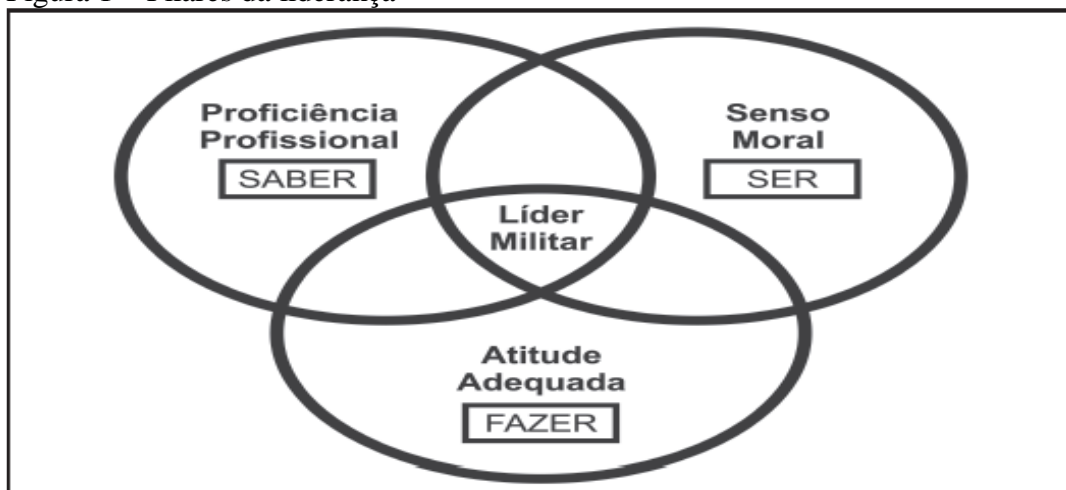 Figura 1 – Pilares da liderança
Proficiência
Profissional
SABER
Senso
Moral
SER
Líder
Militar
Atitude
Adequada
FAZER